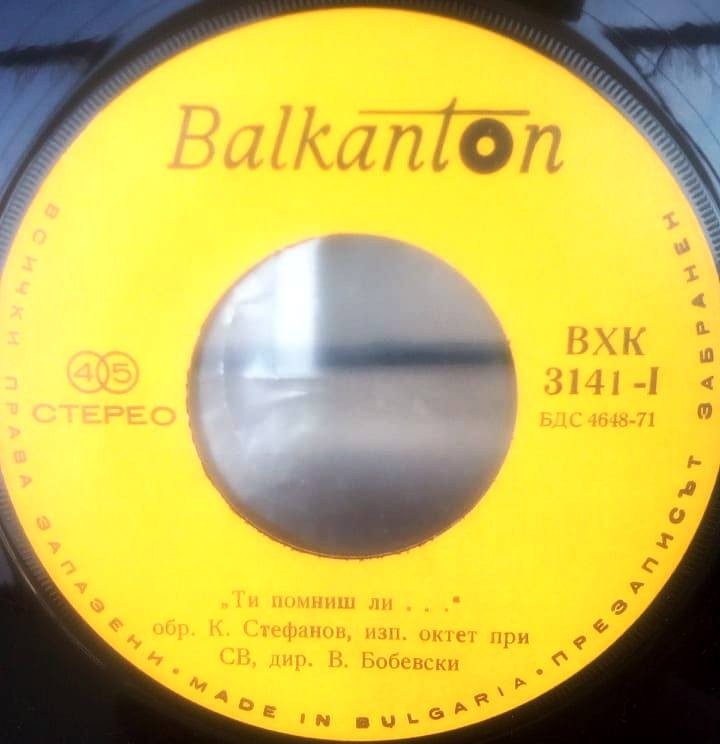 Balkanton
45
СТЕРЕО
ВХК
3141-I
БДС 4648-71
„Ти помниш ли . . .“
обр. К. Стефанов, изп. октет при
СВ, дир. В. Бобевски
ВСИЧКИ ПРАВА ЗАПАЗЕНИ • MADE IN BULGARIA • ПРЕЗАПИСЪТ ЗАБРАНЕН